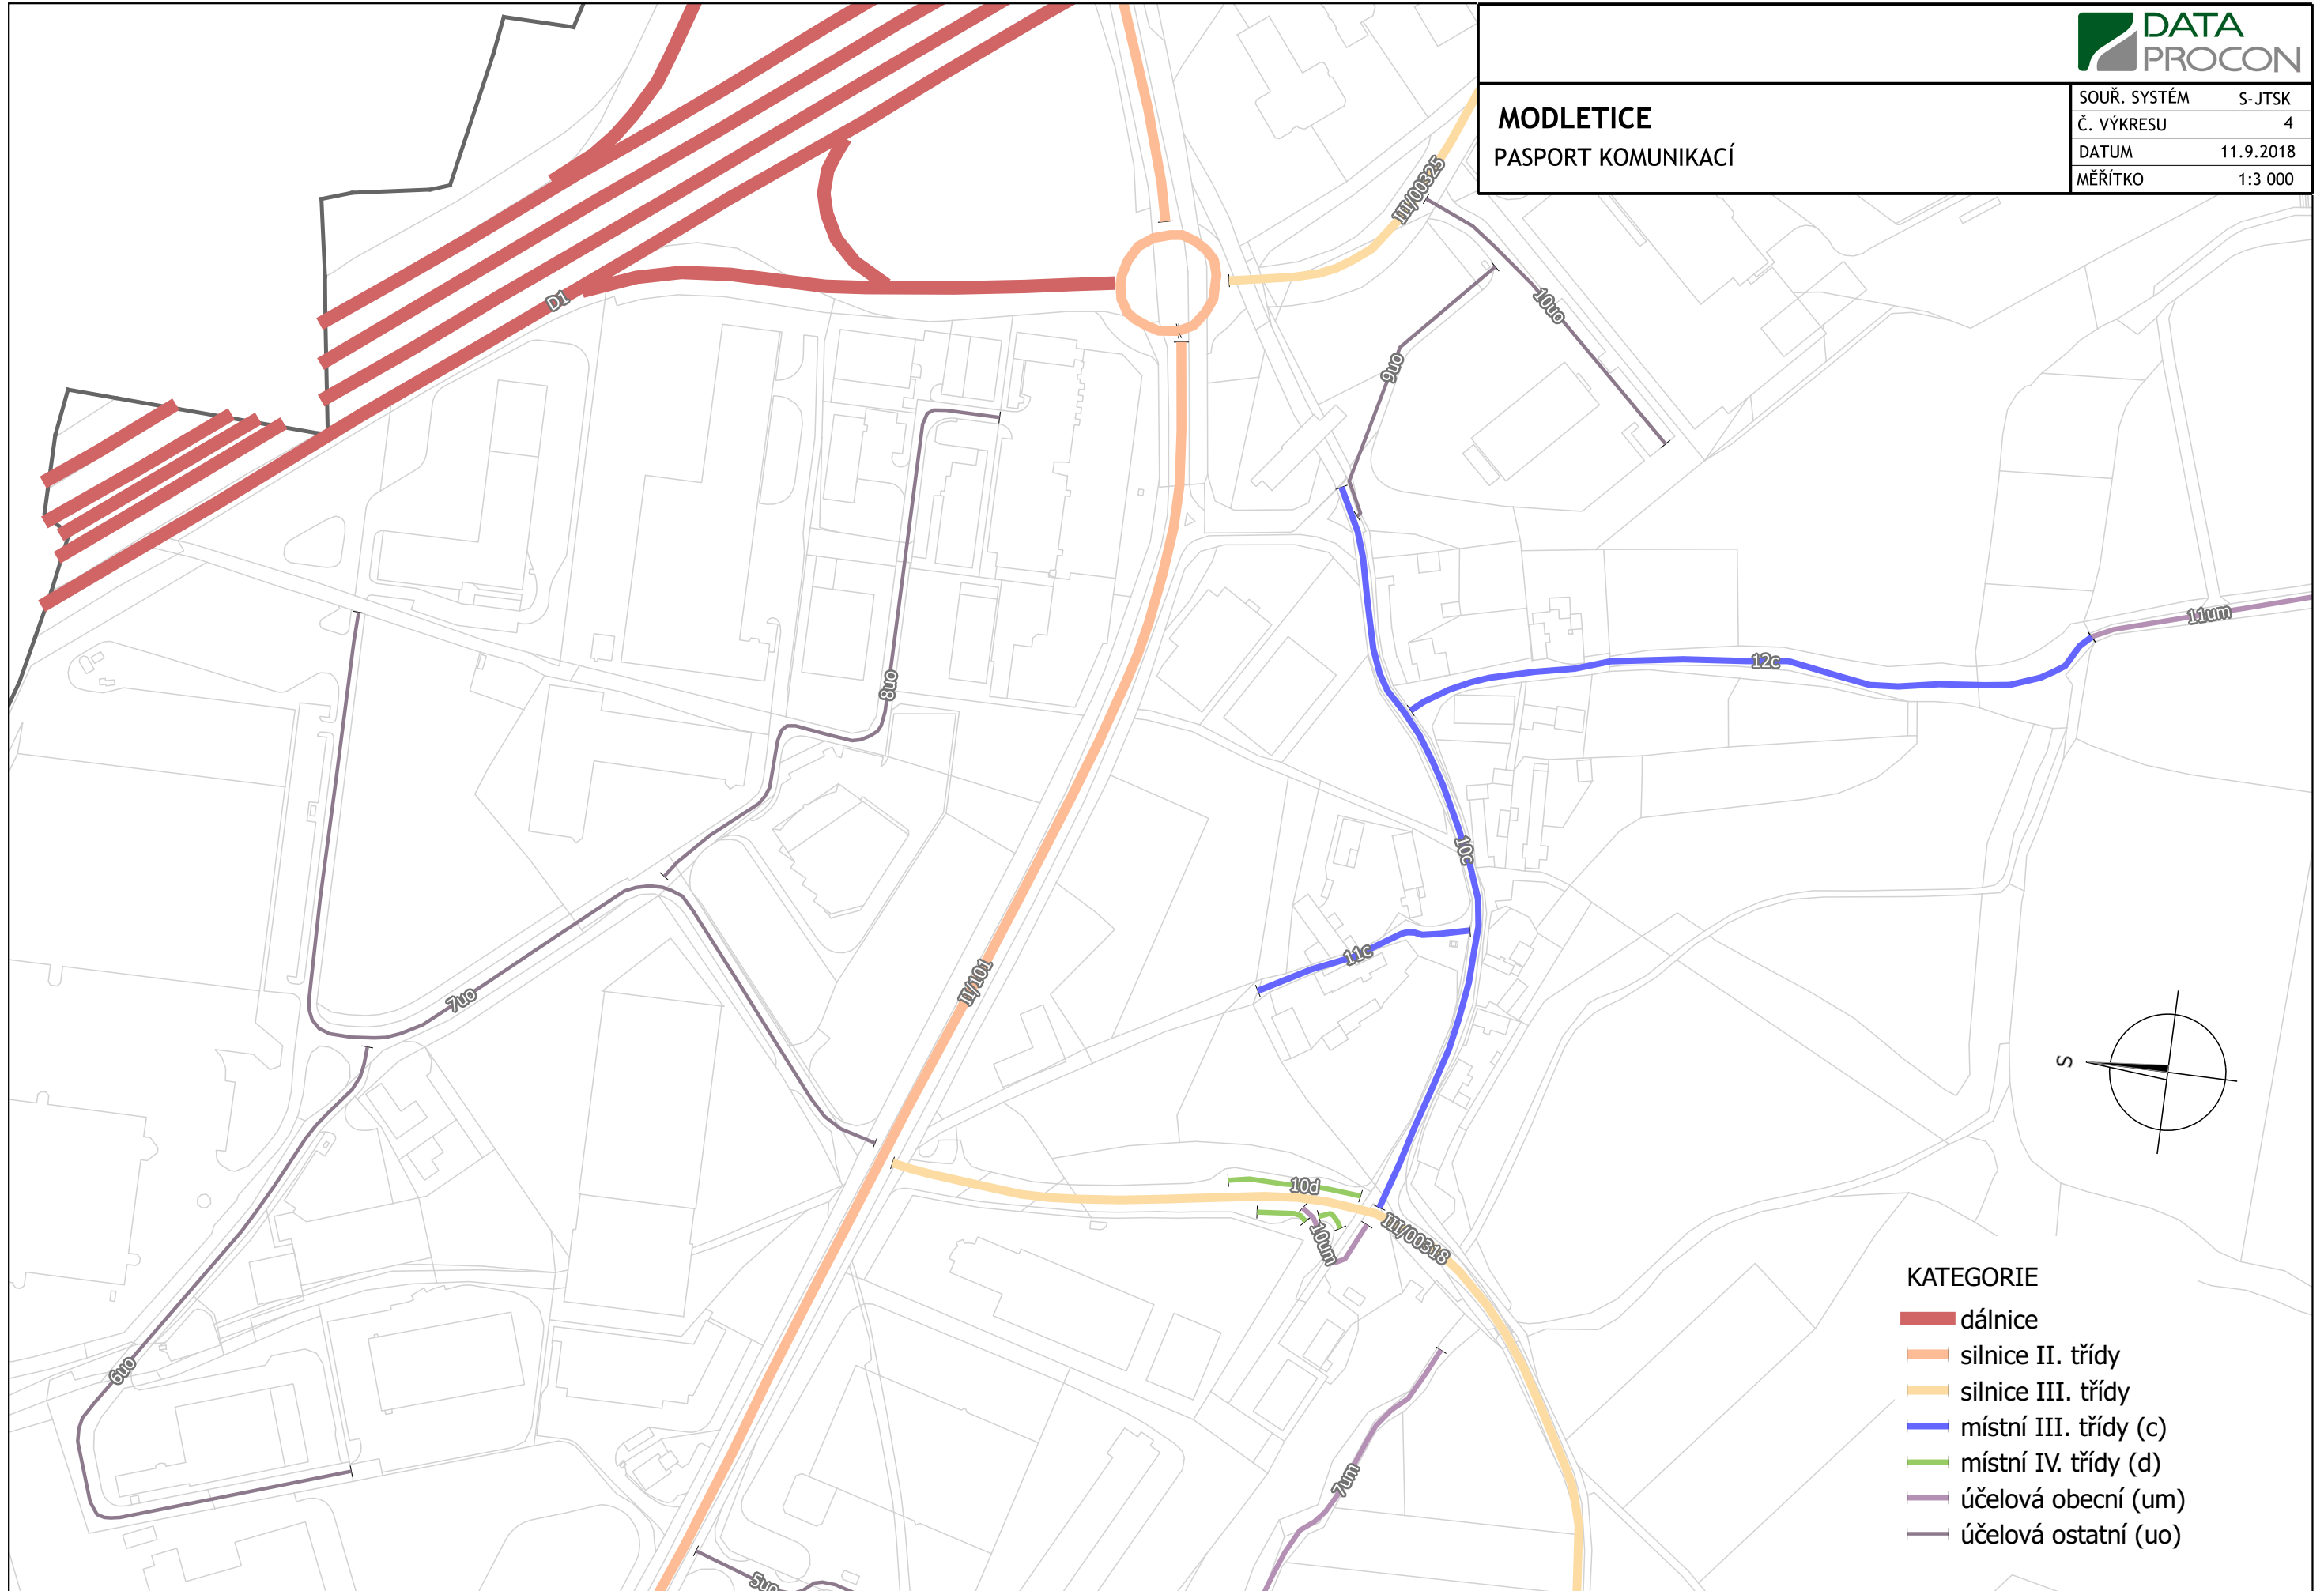 DATA
PROCON
MODLETICE
PASPORT KOMUNIKACÍ
SOUŘ. SYSTÉM S-JTSK
Č. VÝKRESU 4
DATUM 11.9.2018
MĚŘÍTKO 1:3 000
III/00325
D1
10uo
9uo
11um
12c
8uo
10c
11c
II/101
7uo
S
10d
10um
III/00318
6uo
7um
5uo
KATEGORIE
dálnice
silnice II. třídy
silnice III. třídy
místní III. třídy (c)
místní IV. třídy (d)
účelová obecní (um)
účelová ostatní (uo)